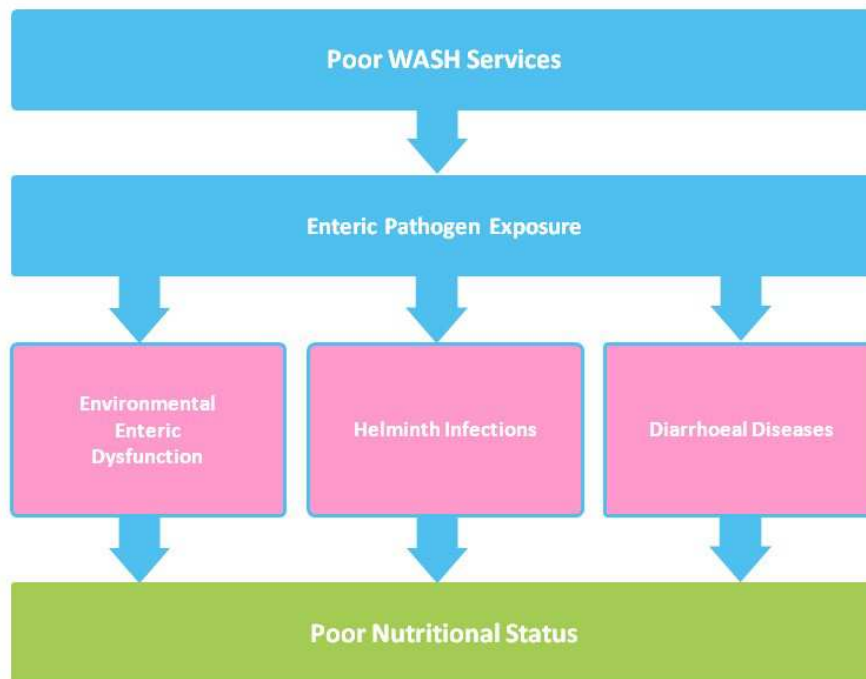 Poor WASH Services
Enteric Pathogen Exposure
Environmental
Enteric
Dysfunction
Helminth Infections
Diarrhoeal Diseases
Poor Nutritional Status